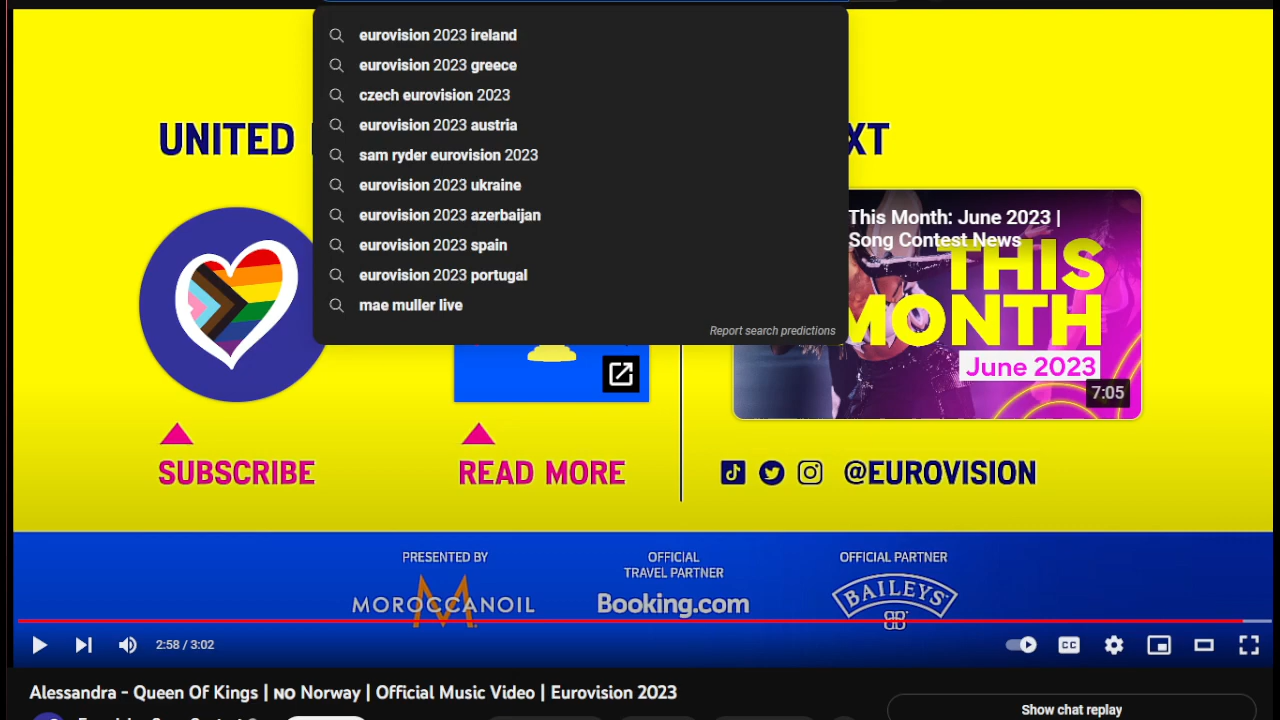 eurovision 2023 ireland
eurovision 2023 greece
czech eurovision 2023
eurovision 2023 austria
sam ryder eurovision 2023
eurovision 2023 ukraine
eurovision 2023 azerbaijan
eurovision 2023 spain
eurovision 2023 portugal
mae muller live
Report search predictions
UNITED
This Month: June 2023 |
Song Contest News
THIS
MONTH
June 2023
7:05
SUBSCRIBE
READ MORE
@EUROVISION
PRESENTED BY
MOROCCANOIL
OFFICIAL
TRAVEL PARTNER
Booking.com
OFFICIAL PARTNER
BAILEYS
2:58 / 3:02
CC
Alessandra - Queen Of Kings | NO Norway | Official Music Video | Eurovision 2023
Show chat replay